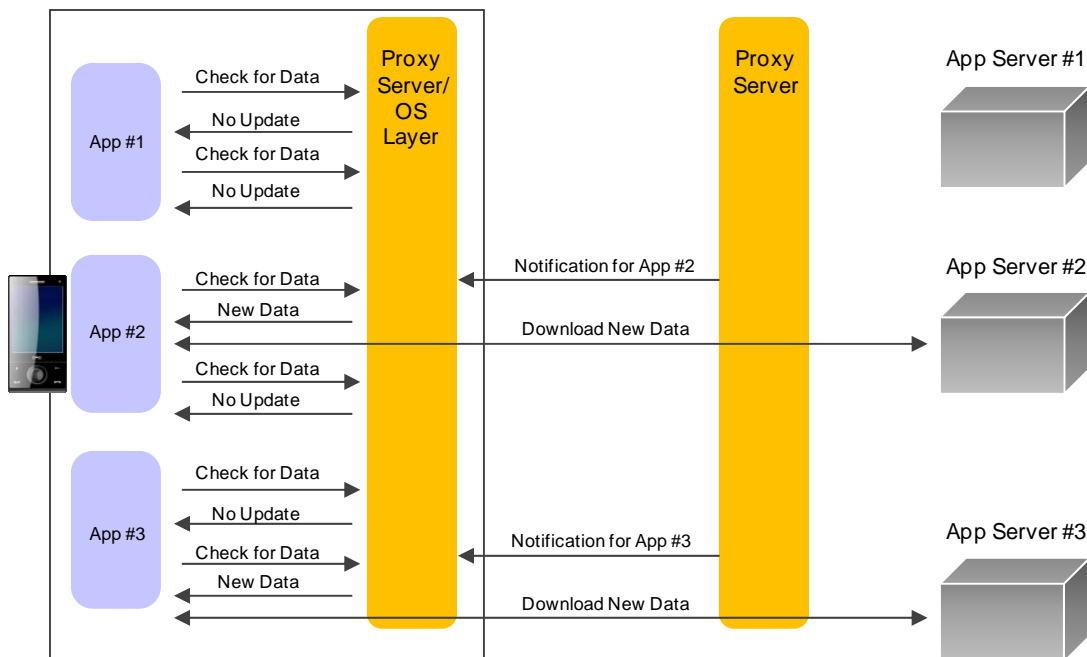 Proxy
Server/
OS
Layer
Proxy
Server
App Server #1
Check for Data
No Update
App #1
Check for Data
No Update
App Server #2
Notification for App #2
Check for Data
New Data
App #2
Download New Data
Check for Data
No Update
Check for Data
No Update
App #3
App Server #3
Notification for App #3
Check for Data
New Data
Download New Data